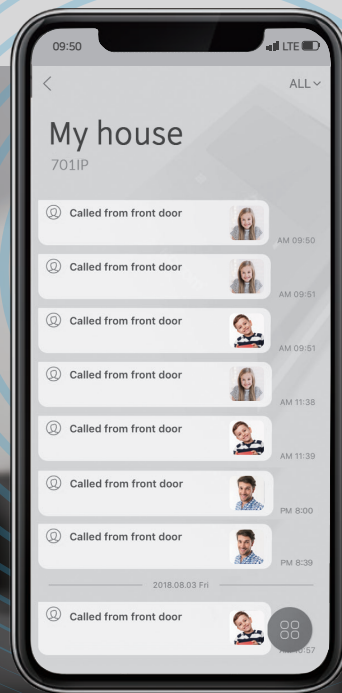 09:50
LTE
ALL
My house
701IP
Called from front door
AM 09:50
Called from front door
AM 09:51
Called from front door
AM 09:51
Called from front door
AM 11:38
Called from front door
AM 11:39
Called from front door
PM 8:00
Called from front door
PM 8:39
2018.08.03 Fri
Called from front door